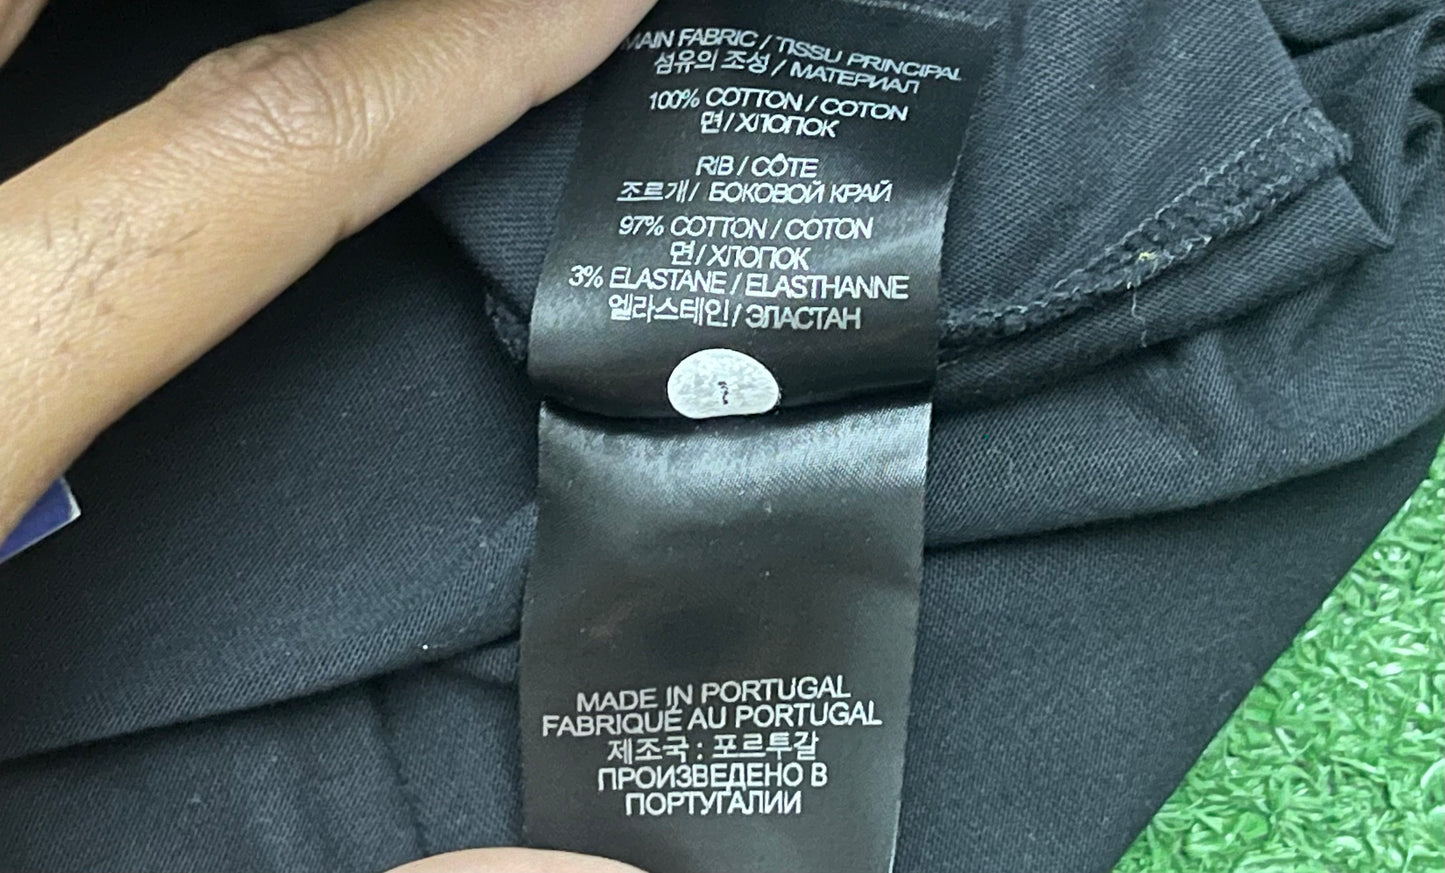 MAIN FABRIC / TISSU PRINCIPAL
섬유의 조성 / МАТЕРИАЛ
100% COTTON / COTON
면 / ХЛОПОК
RIB / CÔTE
조르개 / БОКОВОЙ КРАЙ
97% COTTON / COTON
면 / ХЛОПОК
3% ELASTANE / ELASTHANNE
엘라스테인 / ЭЛАСТАН
MADE IN PORTUGAL
FABRIQUÉ AU PORTUGAL
제조국 : 포르투갈
ПРОИЗВЕДЕНО В
ПОРТУГАЛИИ